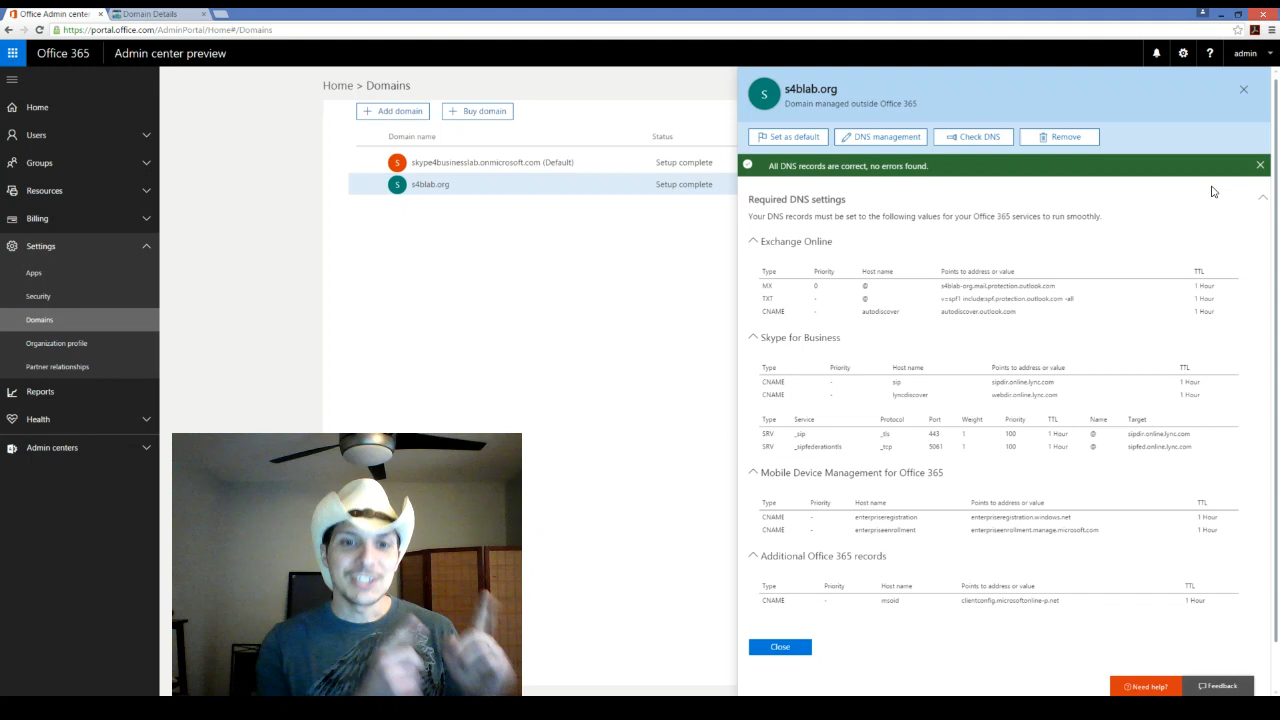 Office Admin center
Domain Details
https://portal.office.com/AdminPortal/Home#/Domains
Office 365
Admin center preview
admin
Home
Users
Groups
Resources
Billing
Settings
Apps
Security
Domains
Organization profile
Partner relationships
Reports
Health
Admin centers
Home > Domains
Add domain
Buy domain
Domain name Status
S skype4businesslab.onmicrosoft.com (Default) Setup complete
S s4blab.org Setup complete
S s4blab.org
Domain managed outside Office 365
Set as default DNS management Check DNS Remove
All DNS records are correct, no errors found.
Required DNS settings
Your DNS records must be set to the following values for your Office 365 services to run smoothly.
Exchange Online
Type Priority Host name Points to address or value TTL
MX 0 @ s4blab-org.mail.protection.outlook.com 1 Hour
TXT - @ v=spf1 include:spf.protection.outlook.com -all 1 Hour
CNAME - autodiscover autodiscover.outlook.com 1 Hour
Skype for Business
Type Priority Host name Points to address or value TTL
CNAME - sip sipdir.online.lync.com 1 Hour
CNAME - lyncdiscover webdir.online.lync.com 1 Hour
Type Service Protocol Port Weight Priority TTL Name Target
SRV _sip _tls 443 1 100 1 Hour @ sipdir.online.lync.com
SRV _sipfederationtls _tcp 5061 1 100 1 Hour @ sipfed.online.lync.com
Mobile Device Management for Office 365
Type Priority Host name Points to address or value TTL
CNAME - enterpriseregistration enterpriseregistration.windows.net 1 Hour
CNAME - enterpriseenrollment enterpriseenrollment.manage.microsoft.com 1 Hour
Additional Office 365 records
Type Priority Host name Points to address or value TTL
CNAME - msoid clientconfig.microsoftonline-p.net 1 Hour
Close
Need help?
Feedback